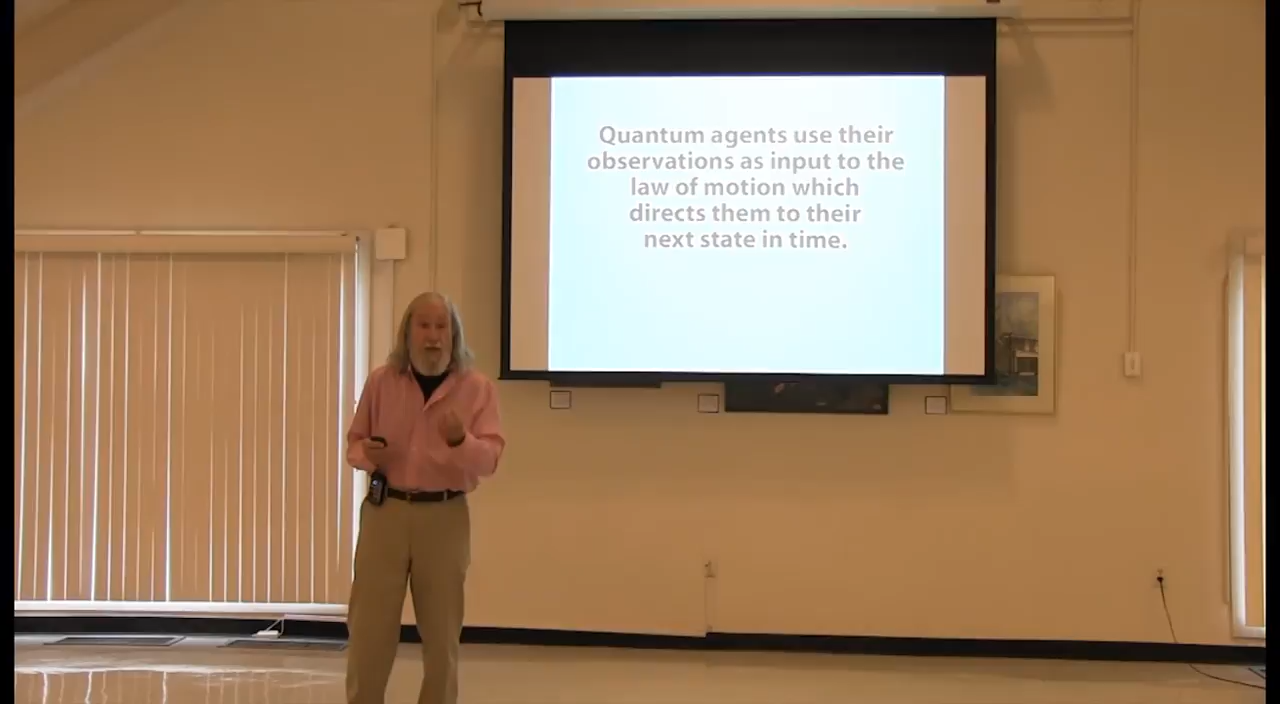 Quantum agents use their
observations as input to the
law of motion which
directs them to their
next state in time.